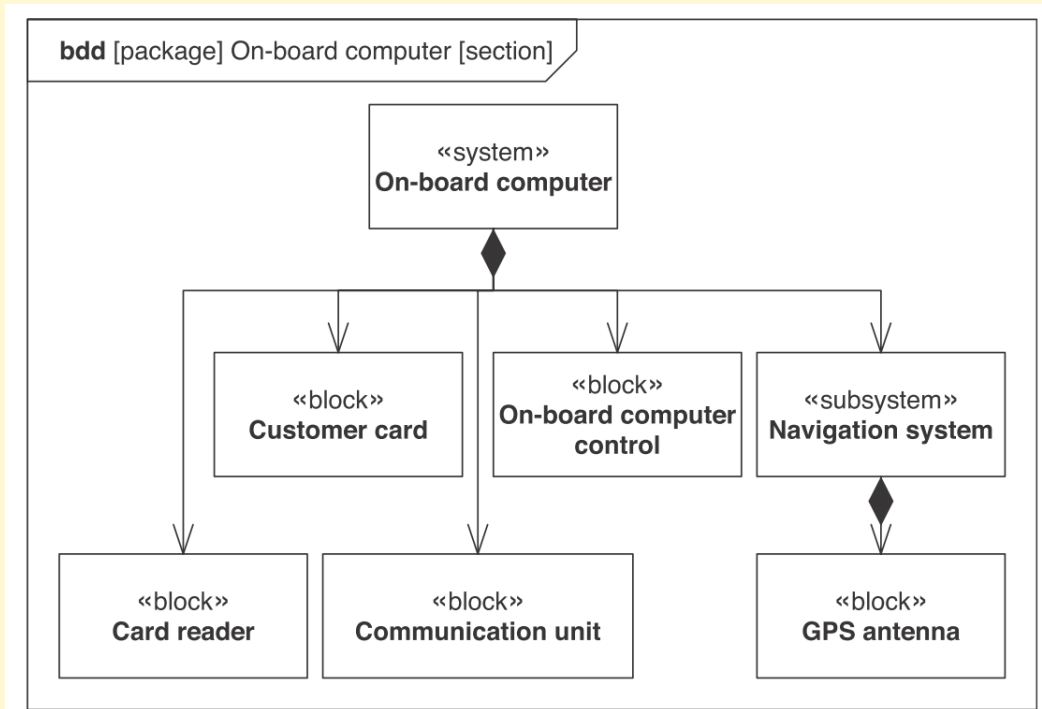 bdd [package] On-board computer [section]
«system»
On-board computer
«block»
Customer card
«block»
On-board computer
control
«subsystem»
Navigation system
«block»
Card reader
«block»
Communication unit
«block»
GPS antenna